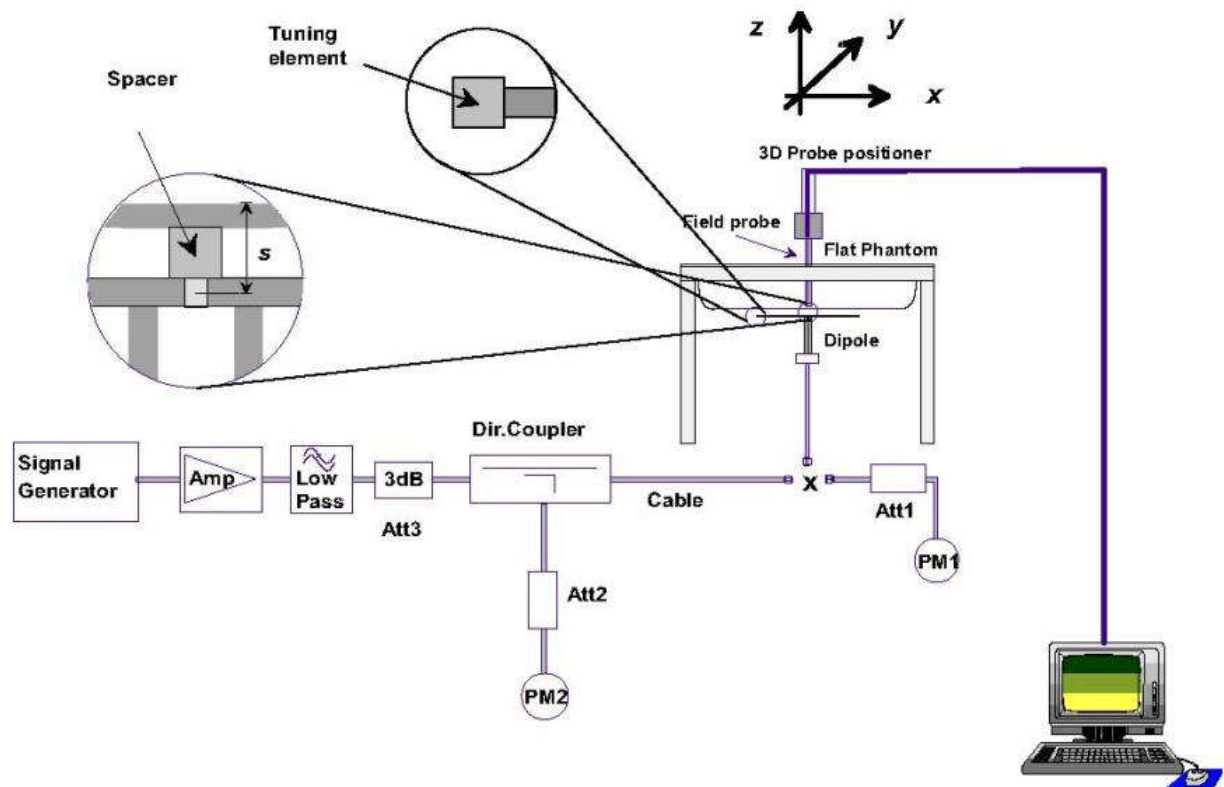 Tuning
element
Spacer
s
z
y
x
3D Probe positioner
Field probe
Flat Phantom
Dipole
Dir.Coupler
Signal
Generator
Amp
Low
Pass
3dB
Att3
Cable
x
Att1
PM1
Att2
PM2